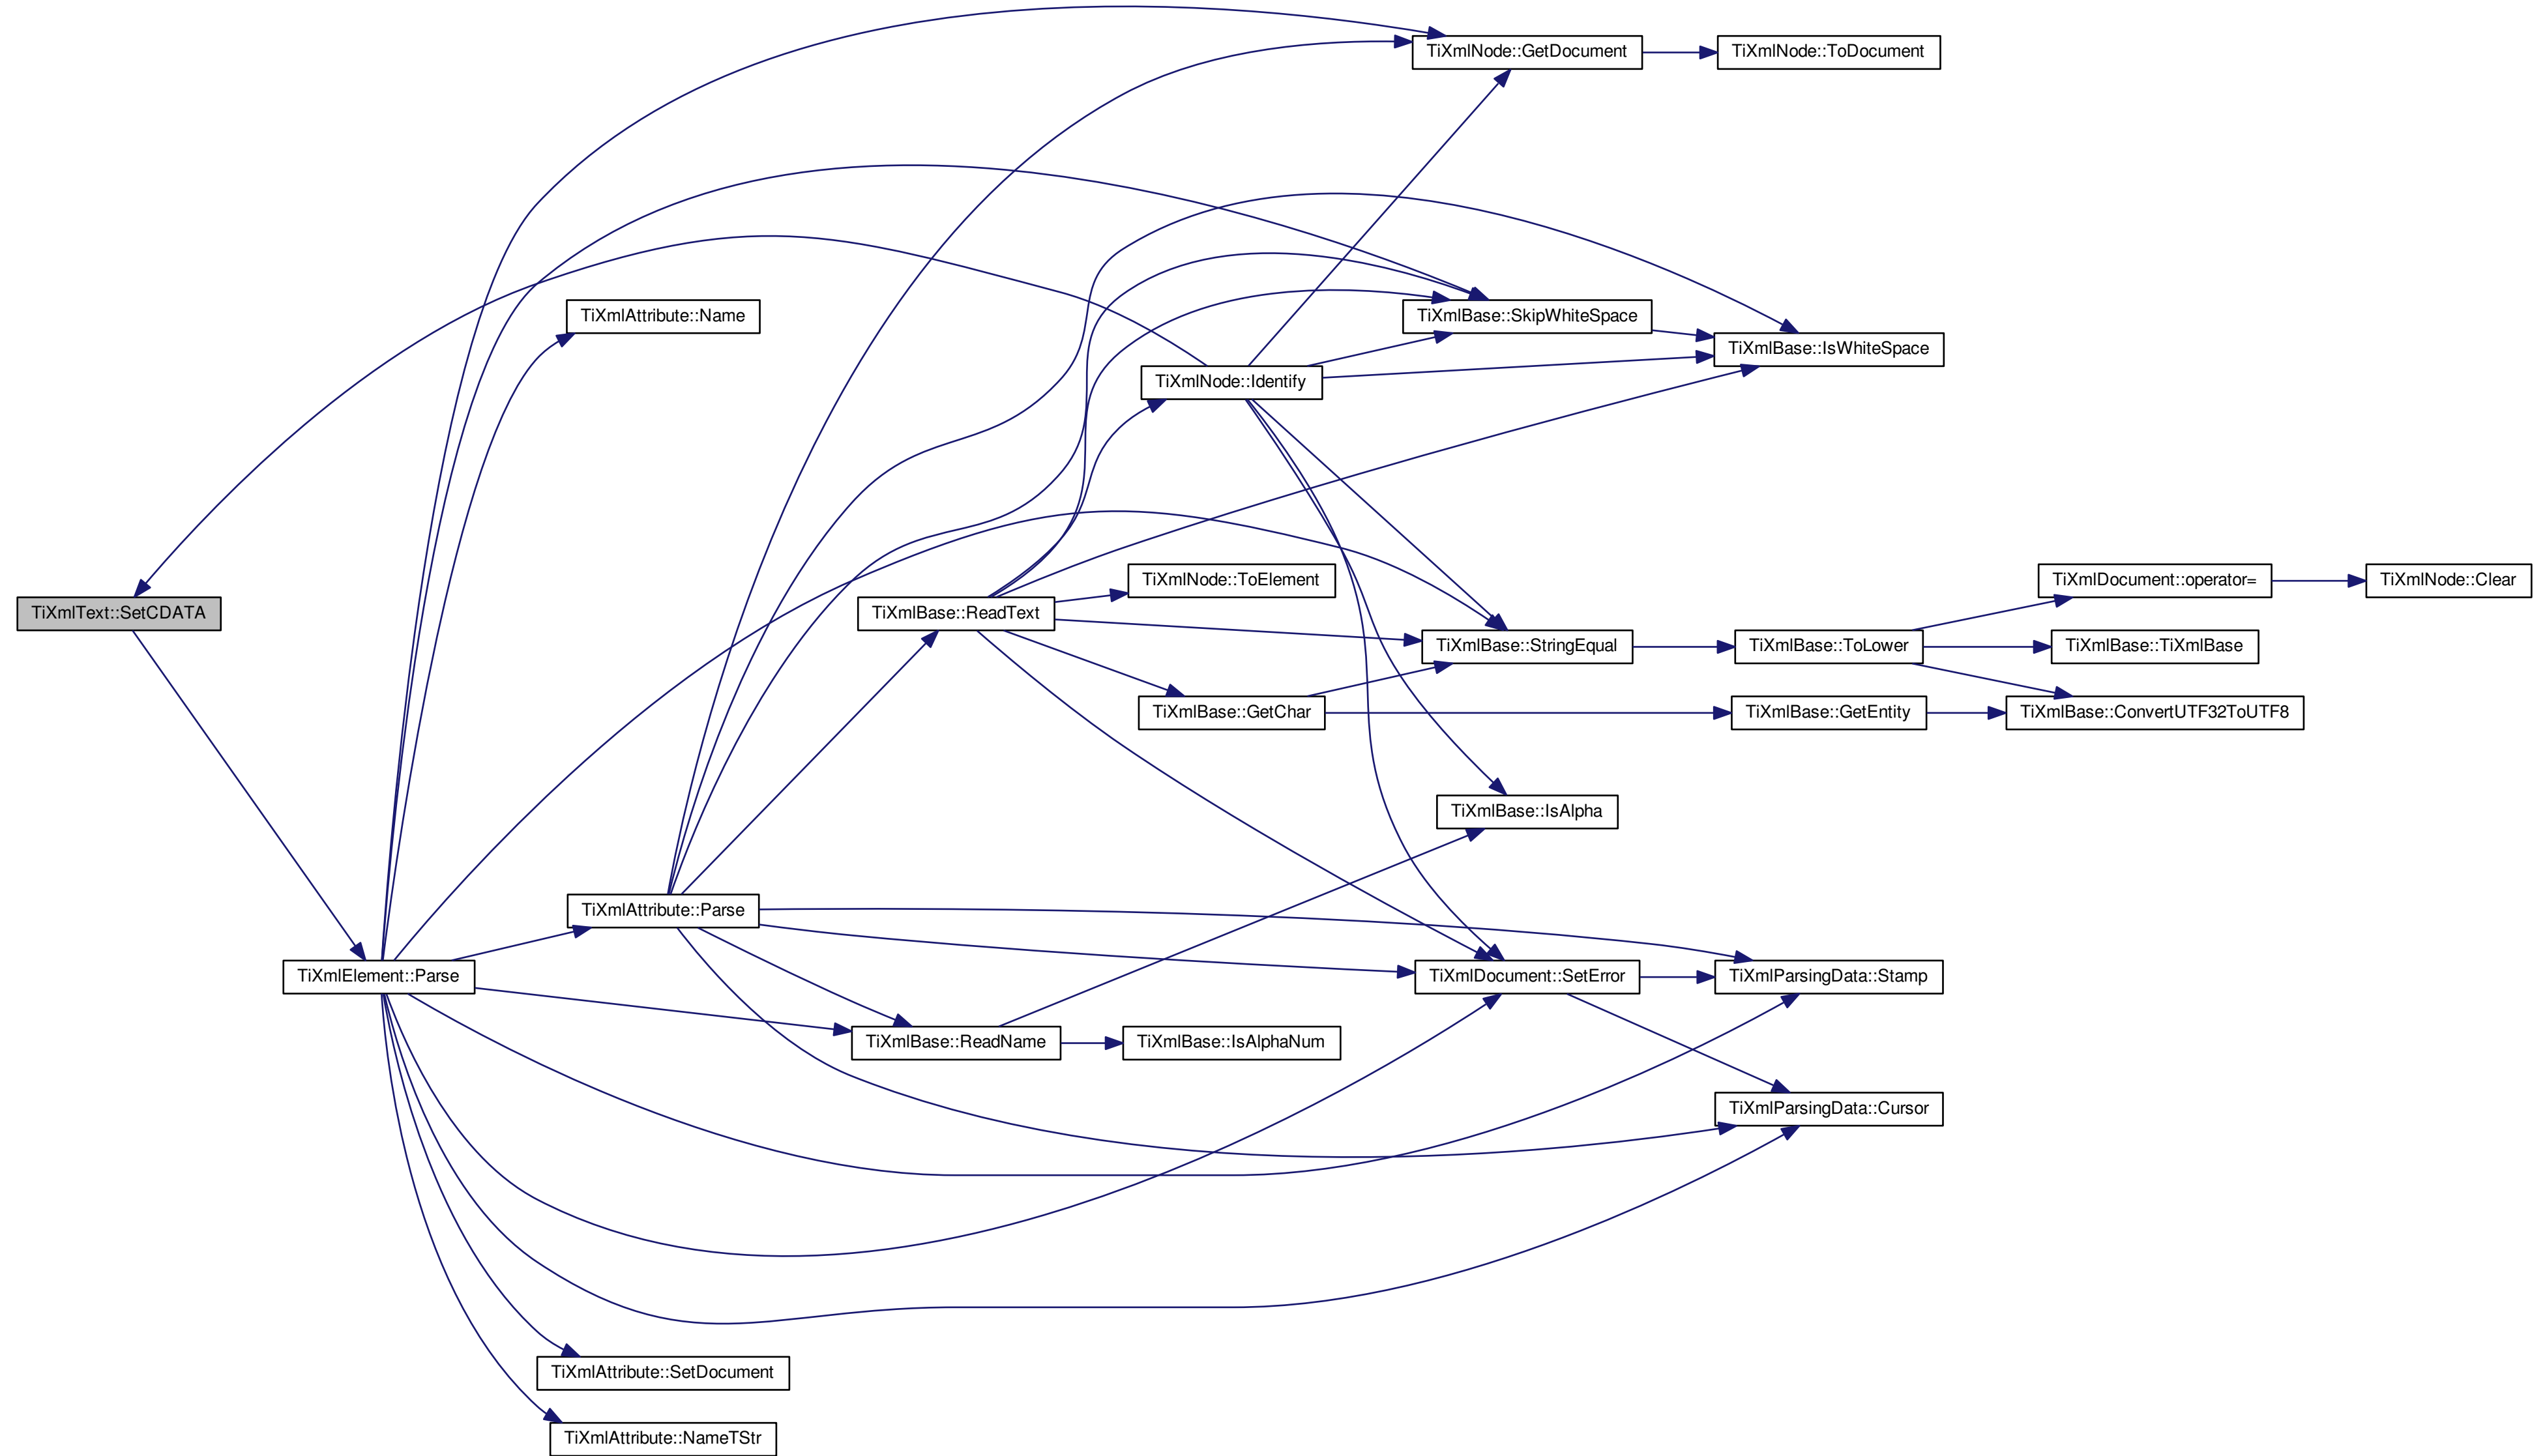 TiXmlNode::GetDocument
TiXmlNode::ToDocument
TiXmlAttribute::Name
TiXmlBase::SkipWhiteSpace
TiXmlBase::IsWhiteSpace
TiXmlNode::Identify
TiXmlNode::ToElement
TiXmlDocument::operator=
TiXmlNode::Clear
TiXmlText::SetCDATA
TiXmlBase::ReadText
TiXmlBase::StringEqual
TiXmlBase::ToLower
TiXmlBase::TiXmlBase
TiXmlBase::GetChar
TiXmlBase::GetEntity
TiXmlBase::ConvertUTF32ToUTF8
TiXmlBase::IsAlpha
TiXmlAttribute::Parse
TiXmlElement::Parse
TiXmlDocument::SetError
TiXmlParsingData::Stamp
TiXmlBase::ReadName
TiXmlBase::IsAlphaNum
TiXmlParsingData::Cursor
TiXmlAttribute::SetDocument
TiXmlAttribute::NameTStr